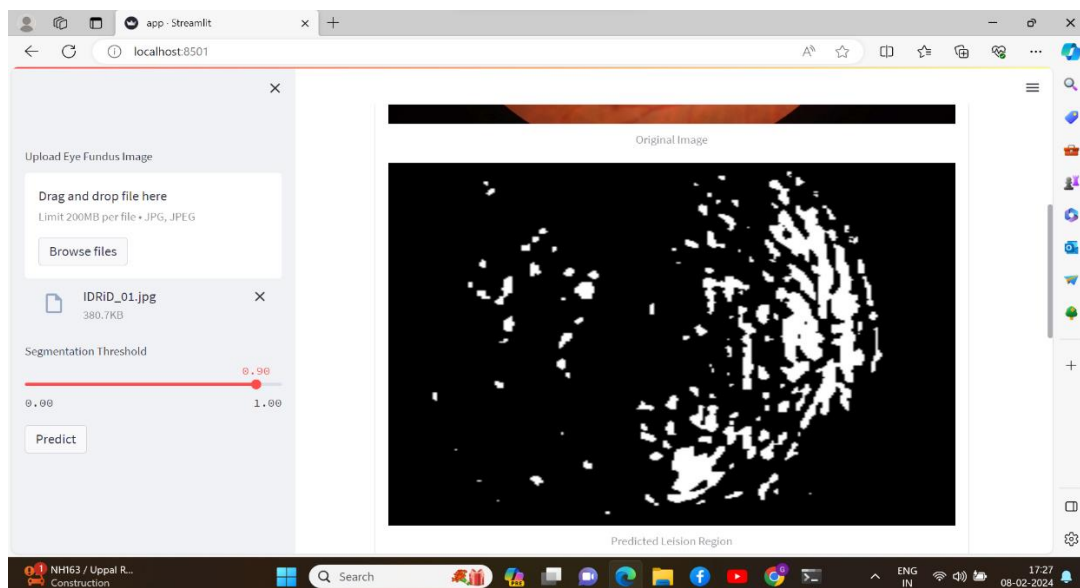 app · Streamlit
localhost:8501
Upload Eye Fundus Image
Drag and drop file here
Limit 200MB per file • JPG, JPEG
Browse files
IDRiD_01.jpg
380.7KB
Segmentation Threshold
0.90
0.00 1.00
Predict
Original Image
Predicted Leision Region
1
NH163 / Uppal R...
Construction
Search
PRE
G
ENG
IN
17:27
08-02-2024